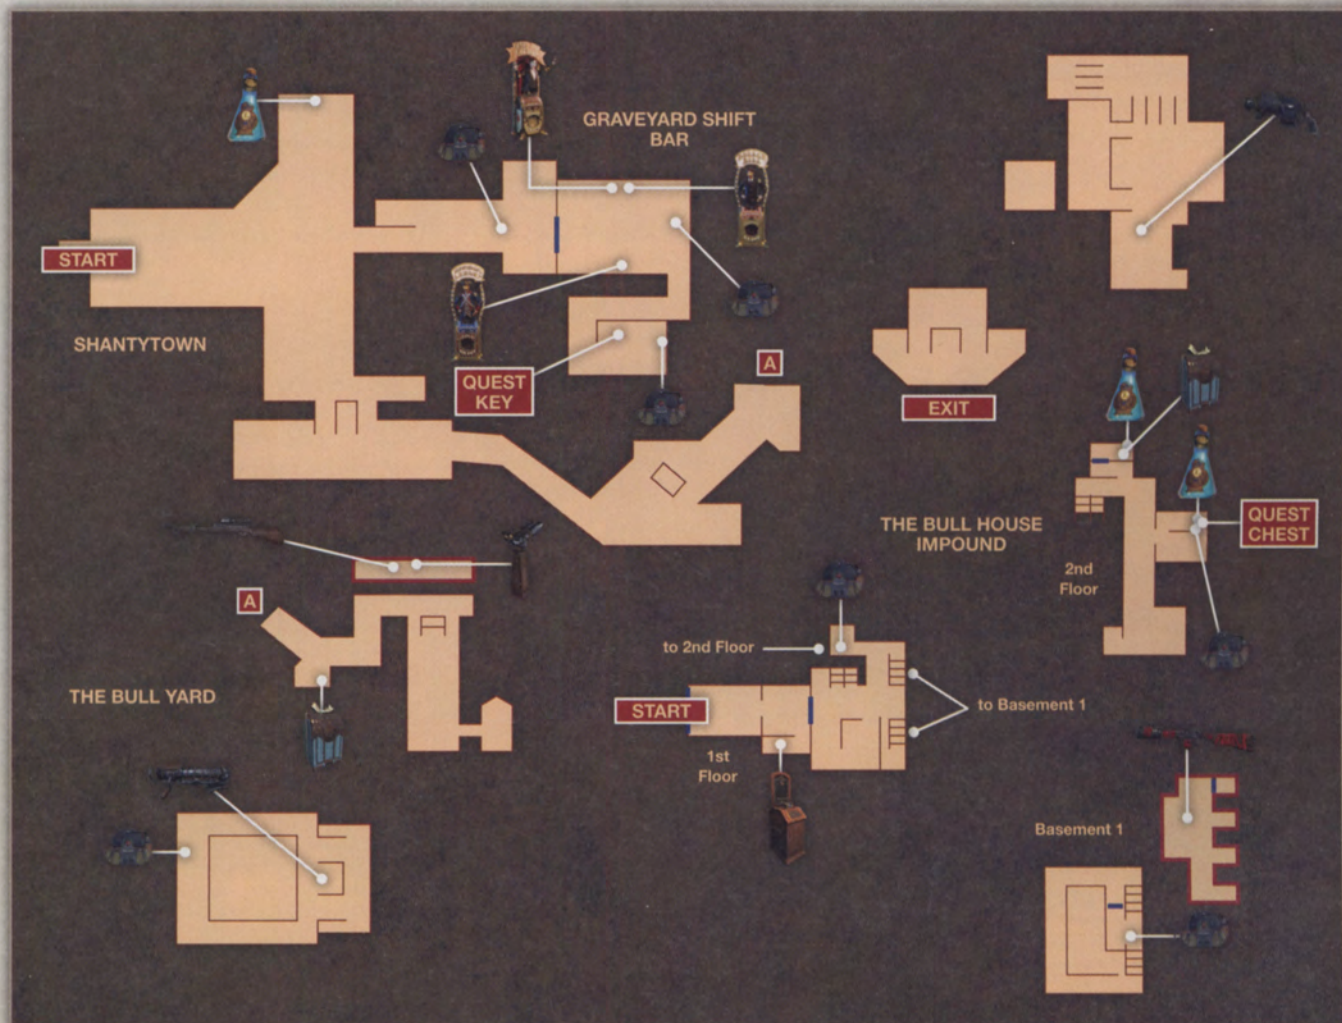 GRAVEYARD SHIFT
BAR
START
SHANTYTOWN
QUEST
KEY
A
EXIT
THE BULL HOUSE
IMPOUND
QUEST
CHEST
2nd
Floor
A
to 2nd Floor
THE BULL YARD
START
to Basement 1
1st
Floor
Basement 1